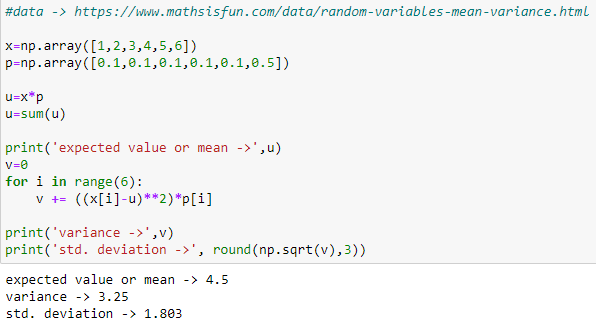 #data -> https://www.mathsisfun.com/data/random-variables-mean-variance.html
x=np.array([1,2,3,4,5,6])
p=np.array([0.1,0.1,0.1,0.1,0.1,0.5])
u=x*p
u=sum(u)
print('expected value or mean ->',u)
v=0
for i in range(6):
    v += ((x[i]-u)**2)*p[i]
print('variance ->',v)
print('std. deviation ->', round(np.sqrt(v),3))
expected value or mean -> 4.5
variance -> 3.25
std. deviation -> 1.803